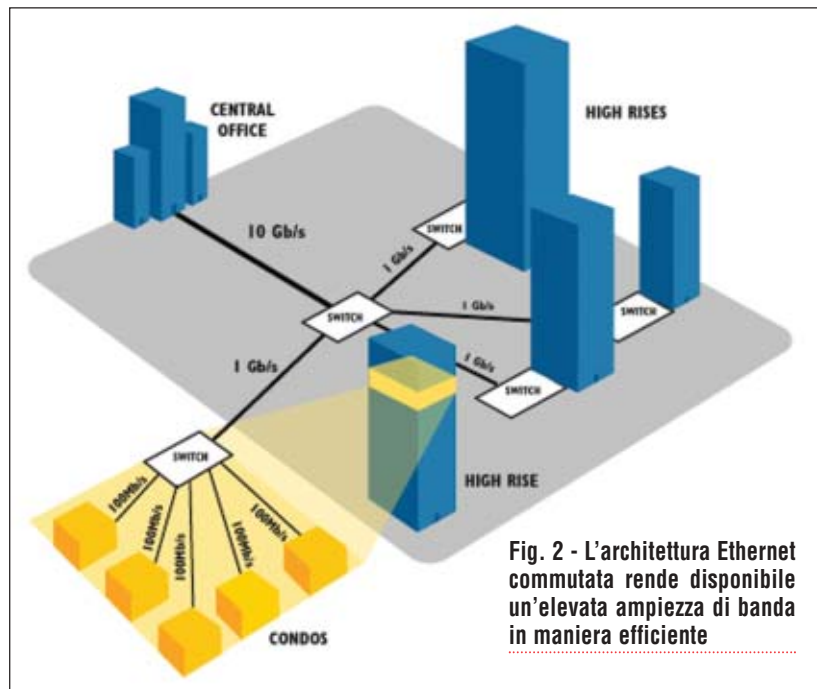 CENTRAL
OFFICE
HIGH RISES
10 Gb/s
SWITCH
1 Gb/s
SWITCH
1 Gb/s
SWITCH
1 Gb/s
1 Gb/s
SWITCH
SWITCH
HIGH RISE
100Mb/s
100Mb/s
100Mb/s
100Mb/s
100Mb/s
CONDOS
Fig. 2 - L'architettura Ethernet
commutata rende disponibile
un'elevata ampiezza di banda
in maniera efficiente